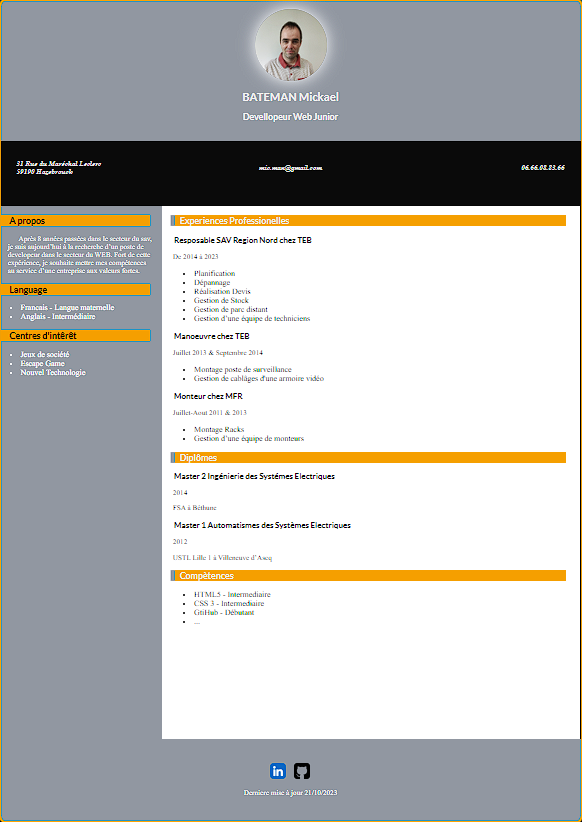 BATEMAN Mickael
Devellopeur Web Junior
31 Rue du Maréchal Leclerc
59190 Hazebrouck
mic.man@gmail.com
06.66.08.83.66
A propos
Après 8 années passées dans le secteur du sav,
je suis aujourd'hui à la recherche d'un poste de
developeur dans le secteur du WEB. Fort de cette
expérience, je souhaite mettre mes compétences
au service d'une entreprise aux valeurs fortes.
Language
Francais - Langue maternelle
Anglais - Intermédiaire
Centres d'intérêt
Jeux de société
Escape Game
Nouvel Technologie
Experiences Professionelles
Resposable SAV Region Nord chez TEB
De 2014 à 2023
Planification
Dépannage
Réalisation Devis
Gestion de Stock
Gestion de parc distant
Gestion d'une équipe de techniciens
Manoeuvre chez TEB
Juillet 2013 & Septembre 2014
Montage poste de surveillance
Gestion de cablâges d'une armoire vidéo
Monteur chez MFR
Juillet-Aout 2011 & 2013
Montage Racks
Gestion d'une équipe de monteurs
Diplômes
Master 2 Ingénierie des Systémes Electriques
2014
FSA à Béthune
Master 1 Automatismes des Systèmes Electriques
2012
USTL Lille 1 à Villeneuve d'Ascq
Compètences
HTML5 - Intermediaire
CSS 3 - Intermediaire
GtiHub - Débutant
...
in
Derniere mise à jour 21/10/2023